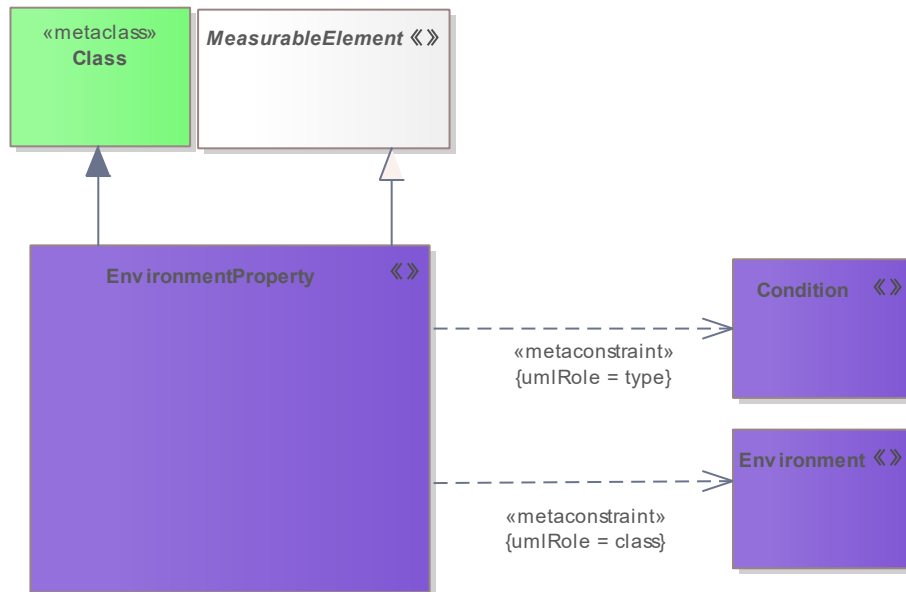 «metaclass»
Class
MeasurableElement «»
EnvironmentProperty «»
Condition «»
«metaconstraint»
{umlRole = type}
Environment «»
«metaconstraint»
{umlRole = class}